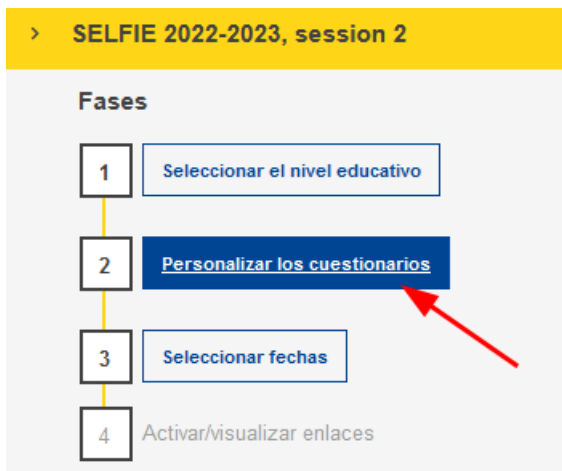 > SELFIE 2022-2023, session 2
Fases
1 Seleccionar el nivel educativo
2 Personalizar los cuestionarios
3 Seleccionar fechas
4 Activar/visualizar enlaces